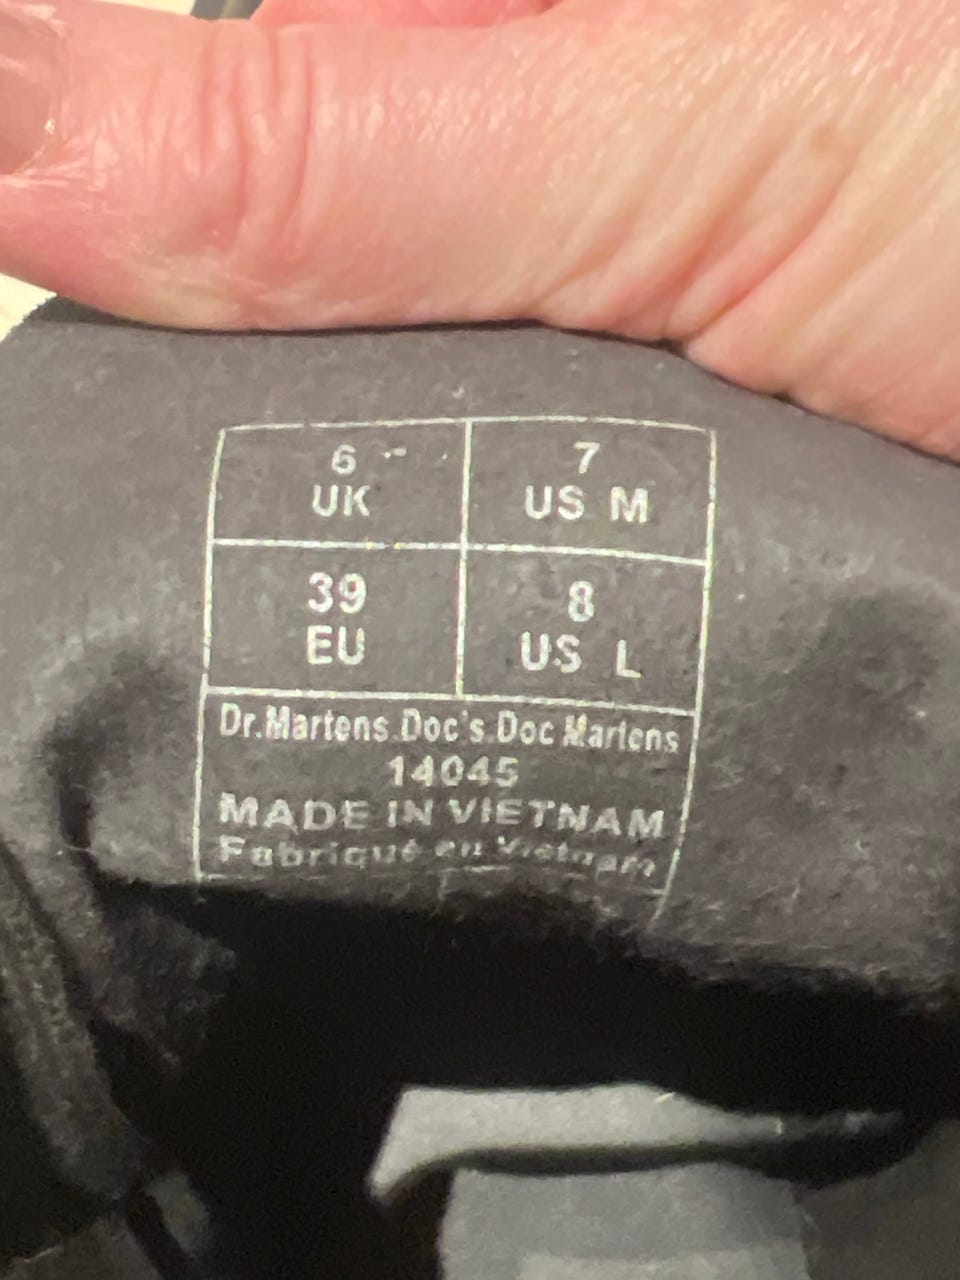 6
UK
7
US M
39
EU
8
US L
Dr.Martens.Doc's.Doc Martens
14045
MADE IN VIETNAM
Fabriqué en Vietnam